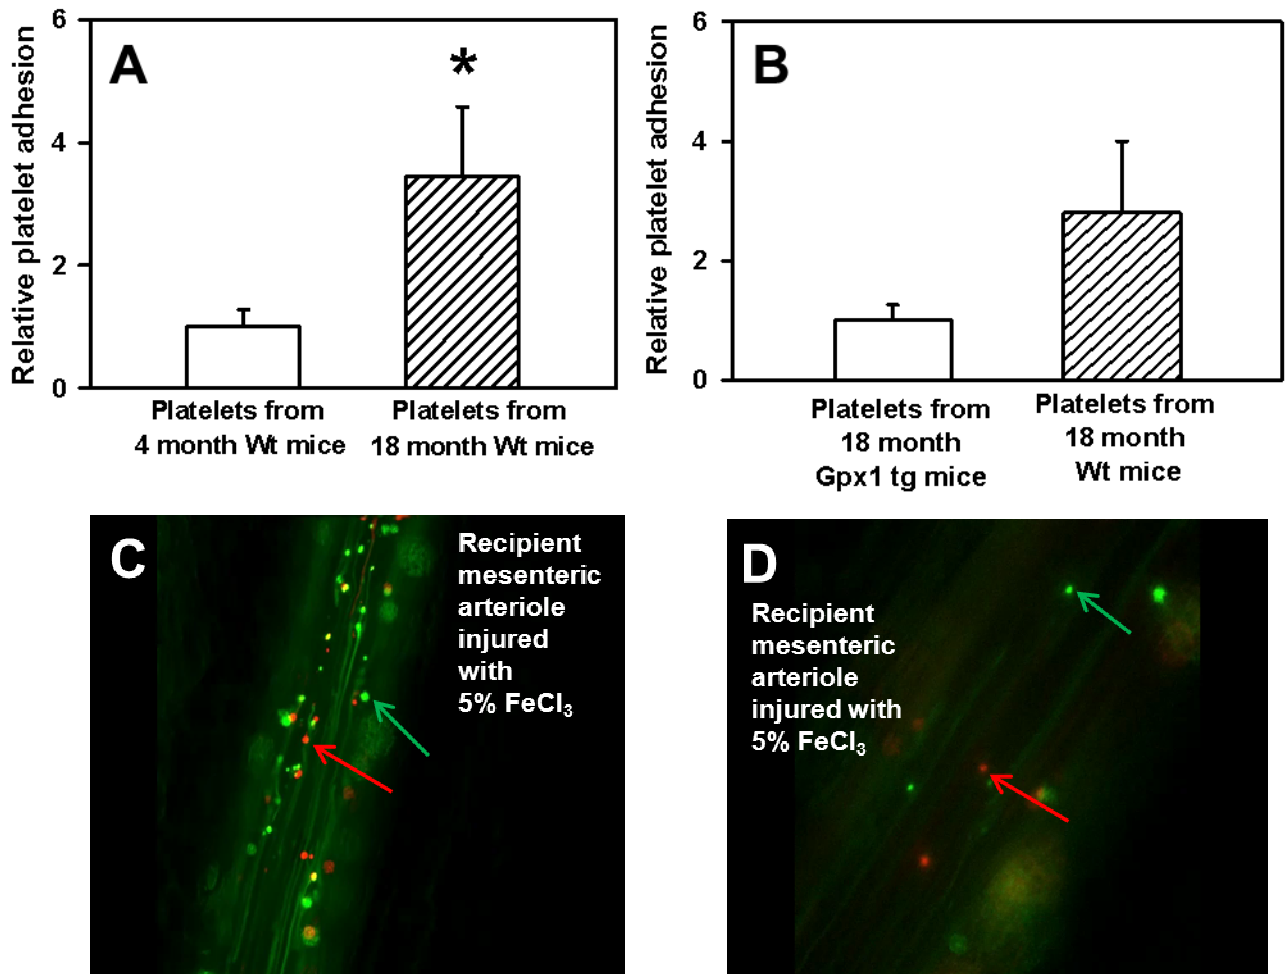 A
*
Relative platelet adhesion
6
4
2
0
Platelets from
4 month Wt mice
Platelets from
18 month Wt mice
B
Relative platelet adhesion
6
4
2
0
Platelets from
18 month
Gpx1 tg mice
Platelets from
18 month
Wt mice
C
Recipient
mesenteric
arteriole
injured
with
5% FeCl₃
D
Recipient
mesenteric
arteriole
injured with
5% FeCl₃